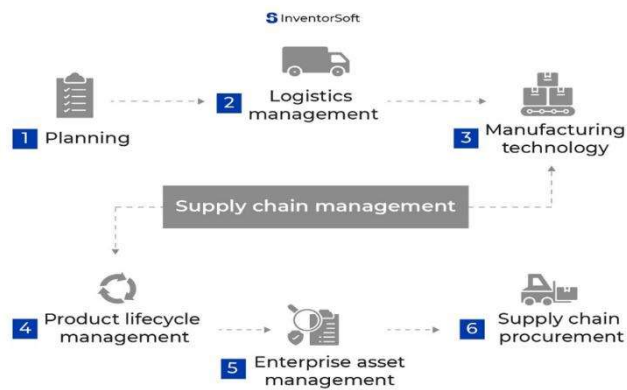 InventorSoft
1 Planning
2 Logistics
management
3 Manufacturing
technology
Supply chain management
4 Product lifecycle
management
5 Enterprise asset
management
6 Supply chain
procurement